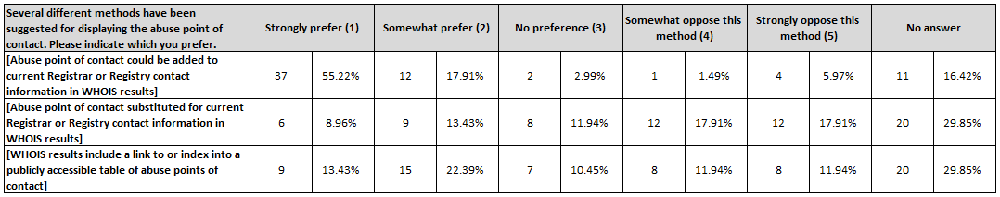 Several different methods have been
suggested for displaying the abuse point of
contact. Please indicate which you prefer.
Strongly prefer (1)
Somewhat prefer (2)
No preference (3)
Somewhat oppose this
method (4)
Strongly oppose this
method (5)
No answer
[Abuse point of contact could be added to
current Registrar or Registry contact
information in WHOIS results]
37 55.22% 12 17.91% 2 2.99% 1 1.49% 4 5.97% 11 16.42%
[Abuse point of contact substituted for current
Registrar or Registry contact information in
WHOIS results]
6 8.96% 9 13.43% 8 11.94% 12 17.91% 12 17.91% 20 29.85%
[WHOIS results include a link to or index into a
publicly accessible table of abuse points of
contact]
9 13.43% 15 22.39% 7 10.45% 8 11.94% 8 11.94% 20 29.85%